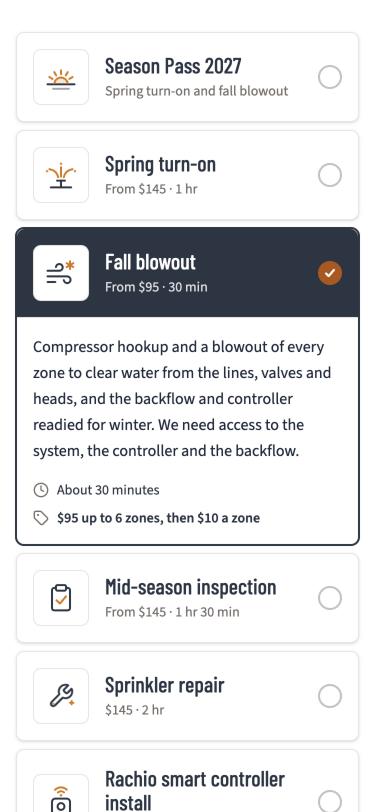 Season Pass 2027
Spring turn-on and fall blowout
Spring turn-on
From $145 · 1 hr
Fall blowout
From $95 · 30 min
Compressor hookup and a blowout of every
zone to clear water from the lines, valves and
heads, and the backflow and controller
readied for winter. We need access to the
system, the controller and the backflow.
About 30 minutes
$95 up to 6 zones, then $10 a zone
Mid-season inspection
From $145 · 1 hr 30 min
Sprinkler repair
$145 · 2 hr
Rachio smart controller
install